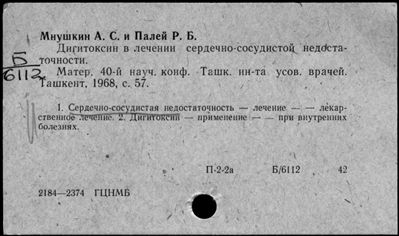 Мнушкин А. С. и Палей Р. Б.
Дигитоксин в лечении сердечно-сосудистой недоста-
точности.
Б
6112
Матер. 40-й науч. конф. Ташк. ин-та усов. врачей.
Ташкент, 1968, с. 57.
1. Сердечно-сосудистая недостаточность — лечение — — лекар-
ственное лечение. 2. Дигитоксин — применение — — при внутренних
болезнях.
П-2-2а Б/6112 42
2184—2374 ГЦНМБ